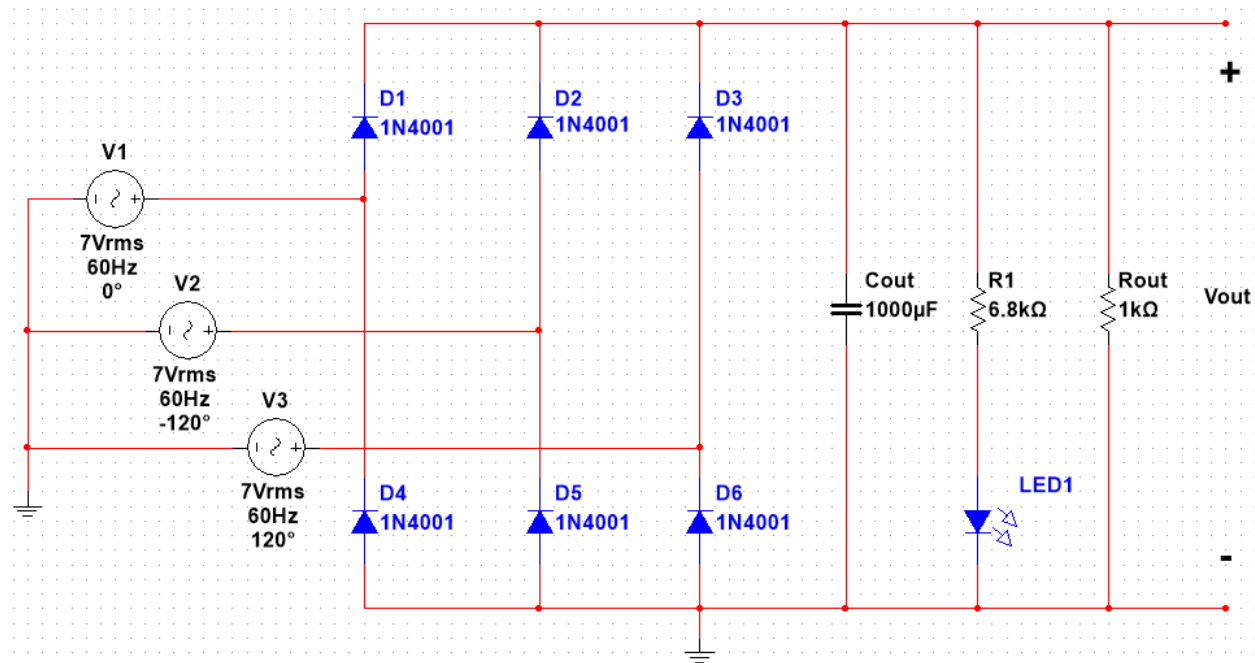 D1
1N4001
D2
1N4001
D3
1N4001
+
V1
7Vrms
60Hz
0°
V2
7Vrms
60Hz
-120°
V3
7Vrms
60Hz
120°
Cout
1000µF
R1
6.8kΩ
Rout
1kΩ
Vout
D4
1N4001
D5
1N4001
D6
1N4001
LED1
-